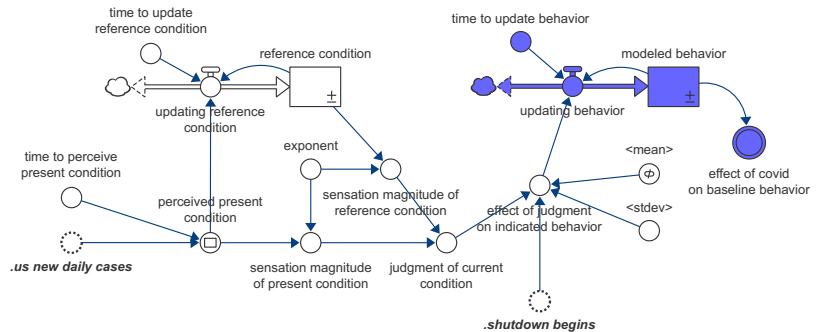 time to update
reference condition
reference condition
updating reference
condition
time to perceive
present condition
perceived present
condition
.us new daily cases
exponent
sensation magnitude of
reference condition
sensation magnitude
of present condition
judgment of current
condition
time to update behavior
modeled behavior
updating behavior
effect of covid
on baseline behavior
<mean>
effect of judgment
on indicated behavior
<stdev>
.shutdown begins